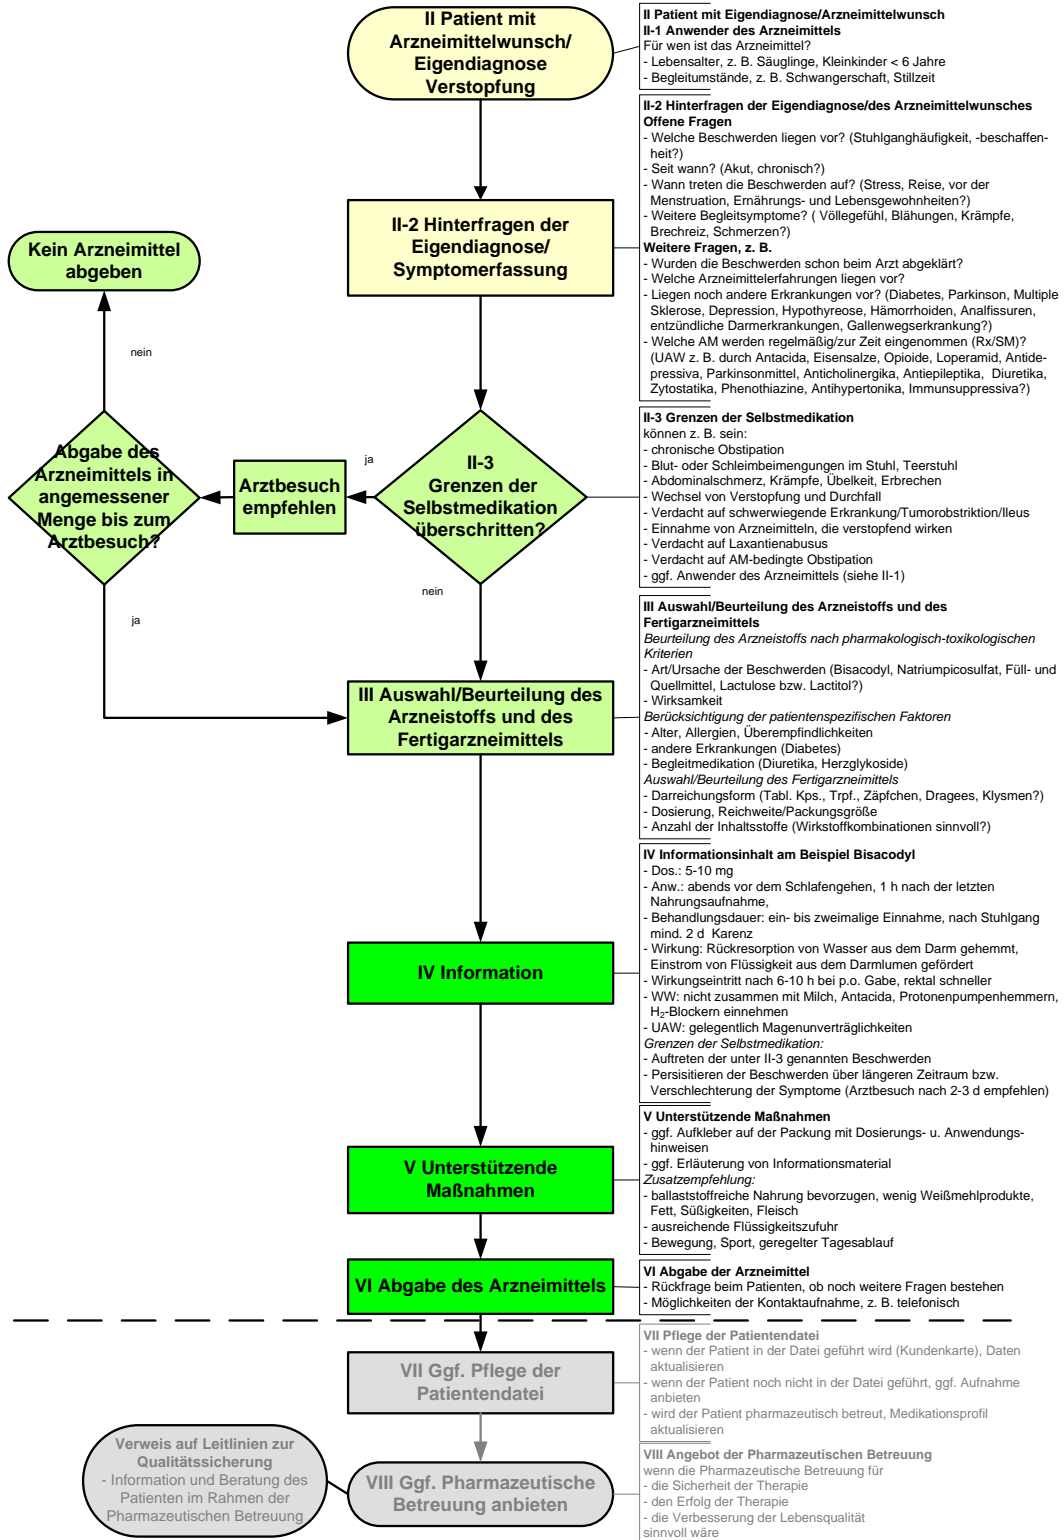 II Patient mit
Arzneimittelwunsch/
Eigendiagnose
Verstopfung
II Patient mit Eigendiagnose/Arzneimittelwunsch
II-1 Anwender des Arzneimittels
Für wen ist das Arzneimittel?
- Lebensalter, z. B. Säuglinge, Kleinkinder < 6 Jahre
- Begleitumstände, z. B. Schwangerschaft, Stillzeit
II-2 Hinterfragen der
Eigendiagnose/
Symptomerfassung
II-2 Hinterfragen der Eigendiagnose/des Arzneimittelwunsches
Offene Fragen
- Welche Beschwerden liegen vor? (Stuhlganghäufigkeit, -beschaffen-
heit?)
- Seit wann? (Akut, chronisch?)
- Wann treten die Beschwerden auf? (Stress, Reise, vor der
Menstruation, Ernährungs- und Lebensgewohnheiten?)
- Weitere Begleitsymptome? ( Völlegefühl, Blähungen, Krämpfe,
Brechreiz, Schmerzen?)
Weitere Fragen, z. B.
- Wurden die Beschwerden schon beim Arzt abgeklärt?
- Welche Arzneimittelerfahrungen liegen vor?
- Liegen noch andere Erkrankungen vor? (Diabetes, Parkinson, Multiple
Sklerose, Depression, Hypothyreose, Hämorrhoiden, Analfissuren,
entzündliche Darmerkrankungen, Gallenwegserkrankung?)
- Welche AM werden regelmäßig/zur Zeit eingenommen (Rx/SM)?
(UAW z. B. durch Antacida, Eisensalze, Opioide, Loperamid, Antide-
pressiva, Parkinsonmittel, Anticholinergika, Antiepileptika, Diuretika,
Zytostatika, Phenothiazine, Antihypertonika, Immunsuppressiva?)
Kein Arzneimittel
abgeben
nein
Abgabe des
Arzneimittels in
angemessener
Menge bis zum
Arztbesuch?
ja
Arztbesuch
empfehlen
ja
II-3
Grenzen der
Selbstmedikation
überschritten?
nein
II-3 Grenzen der Selbstmedikation
können z. B. sein:
- chronische Obstipation
- Blut- oder Schleimbeimengungen im Stuhl, Teerstuhl
- Abdominalschmerz, Krämpfe, Übelkeit, Erbrechen
- Wechsel von Verstopfung und Durchfall
- Verdacht auf schwerwiegende Erkrankung/Tumorobstriktion/Ileus
- Einnahme von Arzneimitteln, die verstopfend wirken
- Verdacht auf Laxantienabusus
- Verdacht auf AM-bedingte Obstipation
- ggf. Anwender des Arzneimittels (siehe II-1)
III Auswahl/Beurteilung des
Arzneistoffs und des
Fertigarzneimittels
III Auswahl/Beurteilung des Arzneistoffs und des
Fertigarzneimittels
Beurteilung des Arzneistoffs nach pharmakologisch-toxikologischen
Kriterien
- Art/Ursache der Beschwerden (Bisacodyl, Natriumpicosulfat, Füll- und
Quellmittel, Lactulose bzw. Lactitol?)
- Wirksamkeit
Berücksichtigung der patientenspezifischen Faktoren
- Alter, Allergien, Überempfindlichkeiten
- andere Erkrankungen (Diabetes)
- Begleitmedikation (Diuretika, Herzglykoside)
Auswahl/Beurteilung des Fertigarzneimittels
- Darreichungsform (Tabl. Kps., Trpf., Zäpfchen, Dragees, Klysmen?)
- Dosierung, Reichweite/Packungsgröße
- Anzahl der Inhaltsstoffe (Wirkstoffkombinationen sinnvoll?)
IV Information
IV Informationsinhalt am Beispiel Bisacodyl
- Dos.: 5-10 mg
- Anw.: abends vor dem Schlafengehen, 1 h nach der letzten
Nahrungsaufnahme,
- Behandlungsdauer: ein- bis zweimalige Einnahme, nach Stuhlgang
mind. 2 d Karenz
- Wirkung: Rückresorption von Wasser aus dem Darm gehemmt,
Einstrom von Flüssigkeit aus dem Darmlumen gefördert
- Wirkungseintritt nach 6-10 h bei p.o. Gabe, rektal schneller
- WW: nicht zusammen mit Milch, Antacida, Protonenpumpenhemmern,
H₂-Blockern einnehmen
- UAW: gelegentlich Magenunverträglichkeiten
Grenzen der Selbstmedikation:
- Auftreten der unter II-3 genannten Beschwerden
- Persisitieren der Beschwerden über längeren Zeitraum bzw.
Verschlechterung der Symptome (Arztbesuch nach 2-3 d empfehlen)
V Unterstützende
Maßnahmen
V Unterstützende Maßnahmen
- ggf. Aufkleber auf der Packung mit Dosierungs- u. Anwendungs-
hinweisen
- ggf. Erläuterung von Informationsmaterial
Zusatzempfehlung:
- ballaststoffreiche Nahrung bevorzugen, wenig Weißmehlprodukte,
Fett, Süßigkeiten, Fleisch
- ausreichende Flüssigkeitszufuhr
- Bewegung, Sport, geregelter Tagesablauf
VI Abgabe des Arzneimittels
VI Abgabe der Arzneimittel
- Rückfrage beim Patienten, ob noch weitere Fragen bestehen
- Möglichkeiten der Kontaktaufnahme, z. B. telefonisch
VII Ggf. Pflege der
Patientendatei
VII Pflege der Patientendatei
- wenn der Patient in der Datei geführt wird (Kundenkarte), Daten
aktualisieren
- wenn der Patient noch nicht in der Datei geführt, ggf. Aufnahme
anbieten
- wird der Patient pharmazeutisch betreut, Medikationsprofil
aktualisieren
Verweis auf Leitlinien zur
Qualitätssicherung
- Information und Beratung des
Patienten im Rahmen der
Pharmazeutischen Betreuung
VIII Ggf. Pharmazeutische
Betreuung anbieten
VIII Angebot der Pharmazeutischen Betreuung
wenn die Pharmazeutische Betreuung für
- die Sicherheit der Therapie
- den Erfolg der Therapie
- die Verbesserung der Lebensqualität
sinnvoll wäre